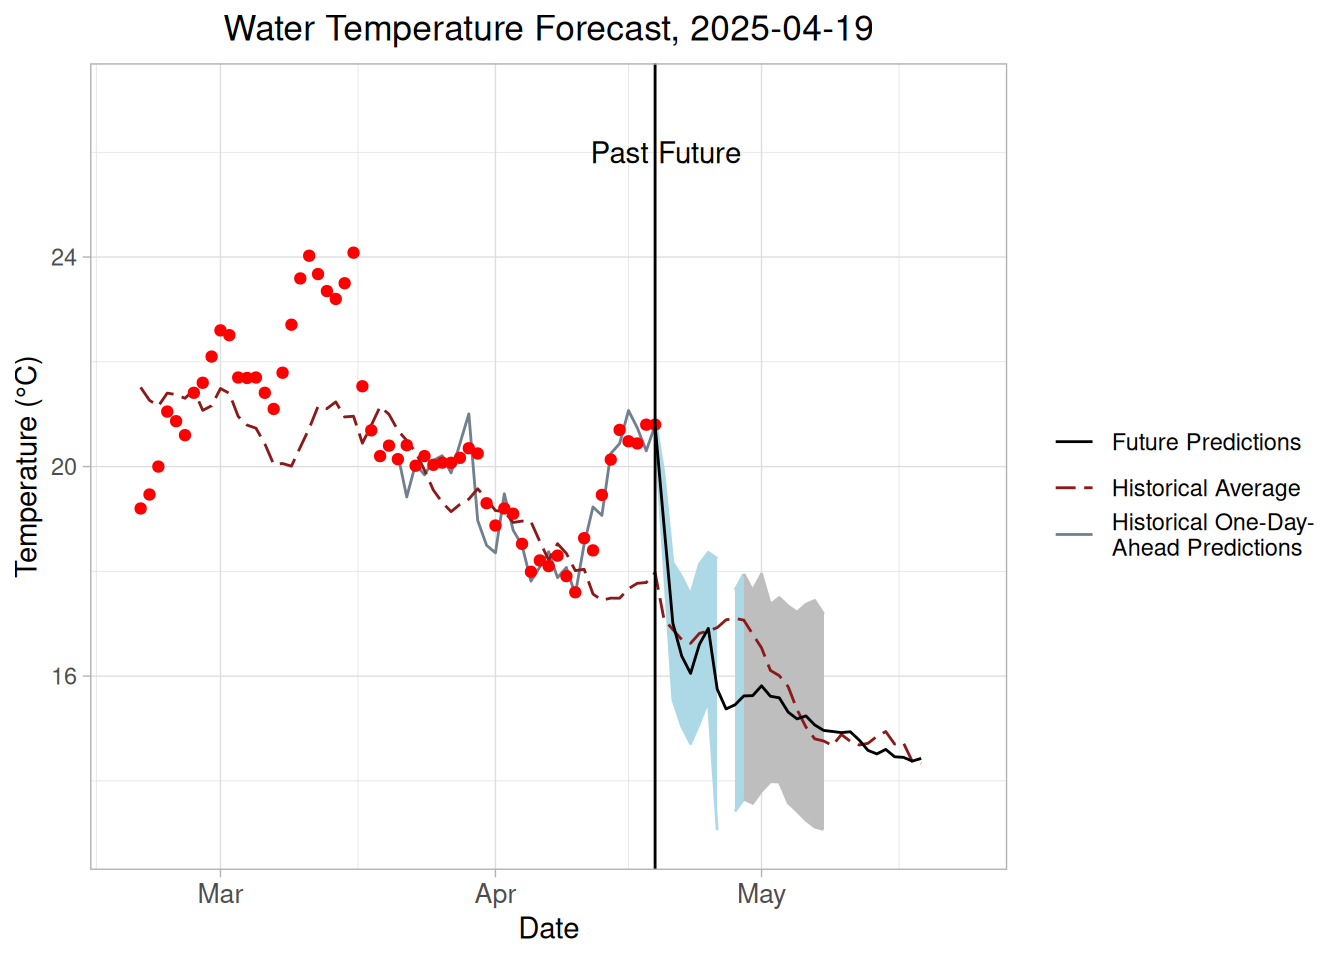 Water Temperature Forecast, 2025-04-19
Past Future
24
20
16
Temperature (°C)
Mar Apr May
Date
Future Predictions
Historical Average
Historical One-Day-
Ahead Predictions